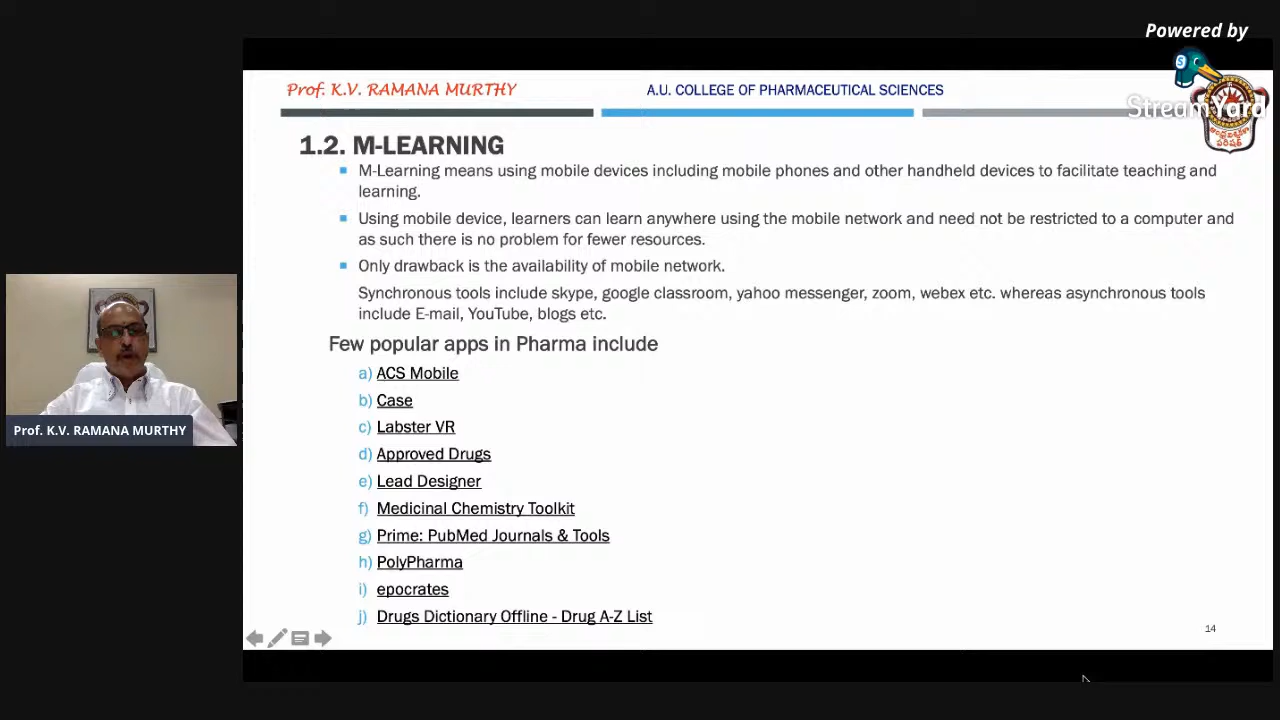 Powered by
StreamYard
Prof. K.V. RAMANA MURTHY
A.U. COLLEGE OF PHARMACEUTICAL SCIENCES
1.2. M-LEARNING
M-Learning means using mobile devices including mobile phones and other handheld devices to facilitate teaching and
learning.
Using mobile device, learners can learn anywhere using the mobile network and need not be restricted to a computer and
as such there is no problem for fewer resources.
Only drawback is the availability of mobile network.
Synchronous tools include skype, google classroom, yahoo messenger, zoom, webex etc. whereas asynchronous tools
include E-mail, YouTube, blogs etc.
Few popular apps in Pharma include
a) ACS Mobile
b) Case
c) Labster VR
d) Approved Drugs
e) Lead Designer
f) Medicinal Chemistry Toolkit
g) Prime: PubMed Journals & Tools
h) PolyPharma
i) epocrates
j) Drugs Dictionary Offline - Drug A-Z List
14
Prof. K.V. RAMANA MURTHY